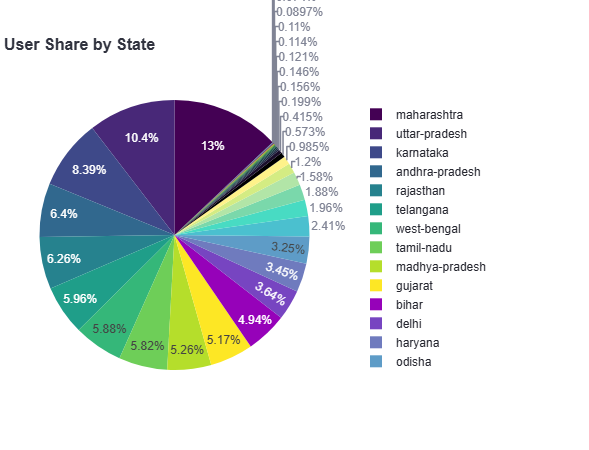 0.0897%
0.11%
0.114%
User Share by State
0.121%
0.146%
0.156%
0.199%
0.415%
0.573%
0.985%
1.2%
1.58%
1.88%
1.96%
2.41%
3.25%
3.45%
3.64%
4.94%
5.17%
5.26%
5.82%
5.88%
5.96%
6.26%
6.4%
8.39%
10.4%
13%
maharashtra
uttar-pradesh
karnataka
andhra-pradesh
rajasthan
telangana
west-bengal
tamil-nadu
madhya-pradesh
gujarat
bihar
delhi
haryana
odisha